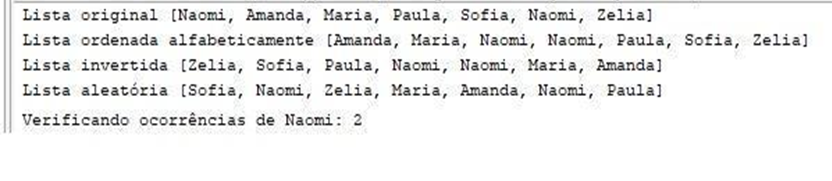 Lista original [Naomi, Amanda, Maria, Paula, Sofia, Naomi, Zelia]
Lista ordenada alfabeticamente [Amanda, Maria, Naomi, Naomi, Paula, Sofia, Zelia]
Lista invertida [Zelia, Sofia, Paula, Naomi, Naomi, Maria, Amanda]
Lista aleatória [Sofia, Naomi, Zelia, Maria, Amanda, Naomi, Paula]
Verificando ocorrências de Naomi: 2